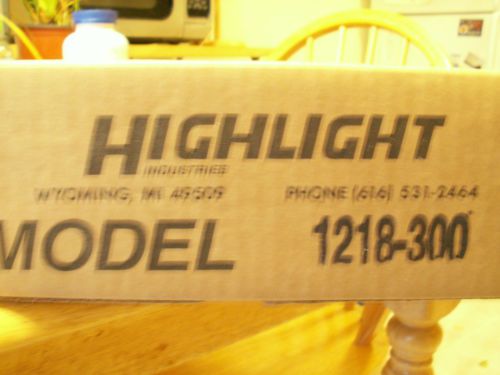 HIGHLIGHT
INDUSTRIES
WYOMING, MI 49509 PHONE (616) 531-2464
MODEL 1218-300